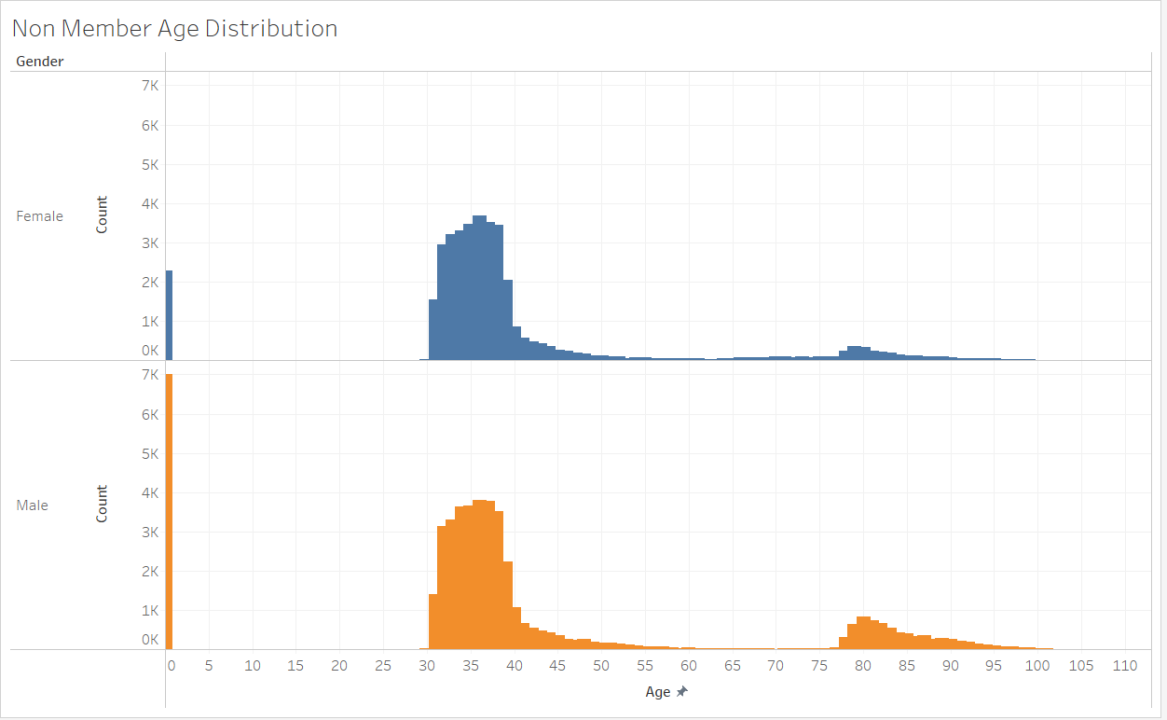 Non Member Age Distribution
Gender
7K
6K
5K
4K
3K
2K
1K
0K
Female
Count
7K
6K
5K
4K
3K
2K
1K
0K
Male
Count
0 5 10 15 20 25 30 35 40 45 50 55 60 65 70 75 80 85 90 95 100 105 110
Age